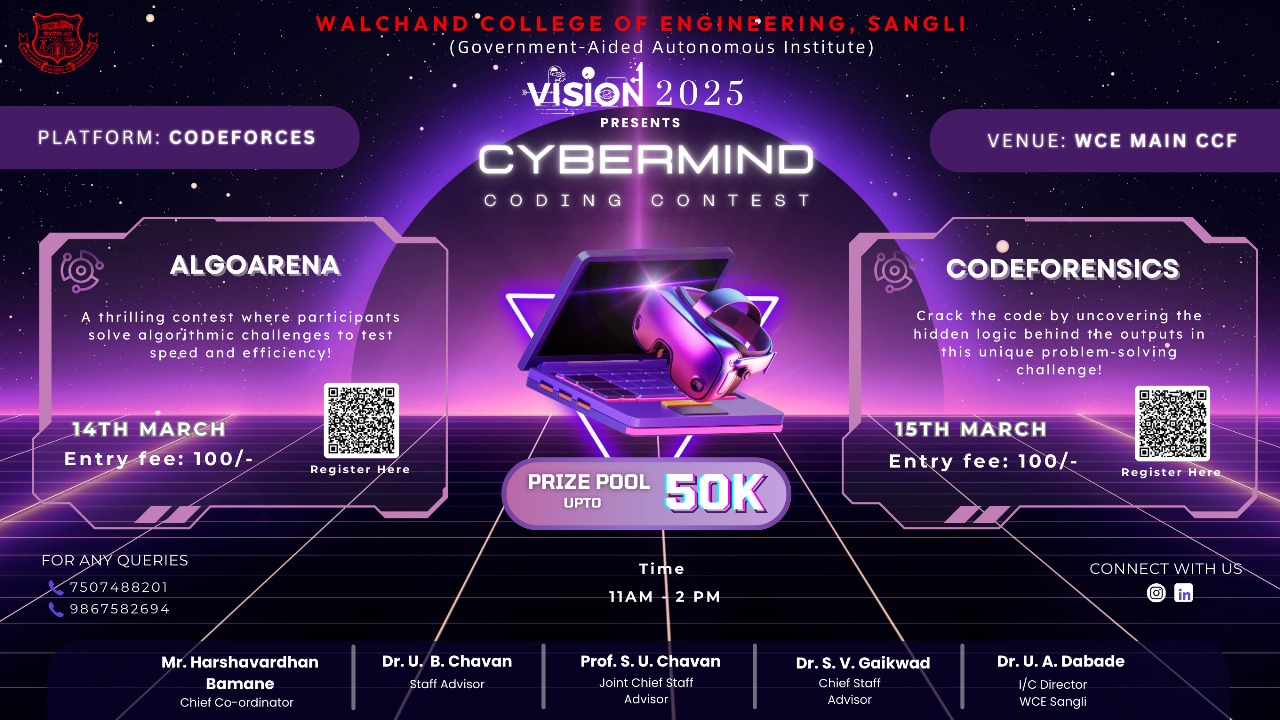 WALCHAND COLLEGE OF ENGINEERING, SANGLI
(Government-Aided Autonomous Institute)
VISION 2025
PRESENTS
CYBERMIND
CODING CONTEST
PLATFORM: CODEFORCES
VENUE: WCE MAIN CCF
ALGOARENA
A thrilling contest where participants
solve algorithmic challenges to test
speed and efficiency!
14TH MARCH
Entry fee: 100/-
Register Here
CODEFORENSICS
Crack the code by uncovering the
hidden logic behind the outputs in
this unique problem-solving
challenge!
15TH MARCH
Entry fee: 100/-
Register Here
PRIZE POOL
UPTO
50K
Time
11AM - 2 PM
FOR ANY QUERIES
7507488201
9867582694
CONNECT WITH US
in
Mr. Harshavardhan
Bamane
Chief Co-ordinator
Dr. U. B. Chavan
Staff Advisor
Prof. S. U. Chavan
Joint Chief Staff
Advisor
Dr. S. V. Gaikwad
Chief Staff
Advisor
Dr. U. A. Dabade
I/C Director
WCE Sangli